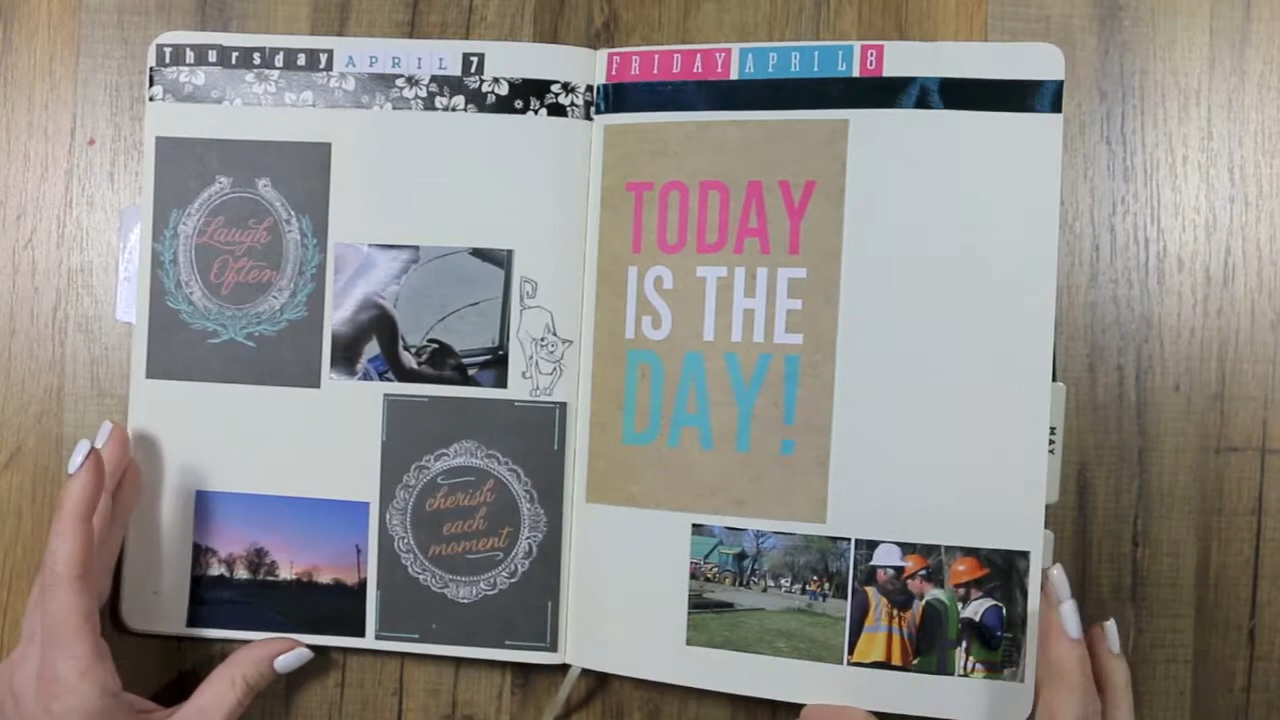 Thursday APRIL 7
Laugh
Often
cherish
each
moment
FRIDAY APRIL 8
TODAY
IS THE
DAY!
MAY